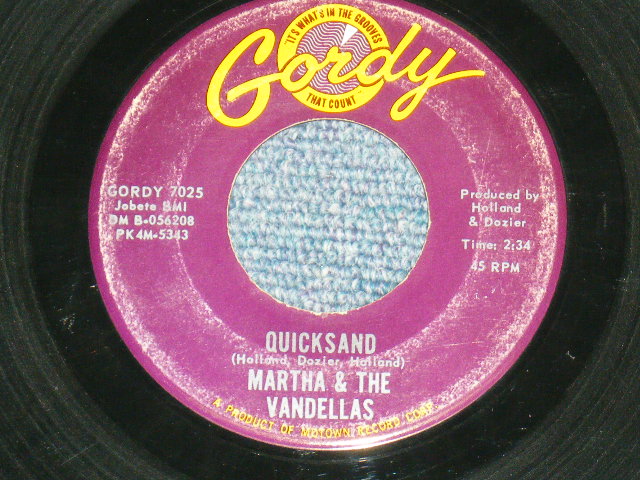 "IT'S WHAT'S IN THE GROOVES
Gordy
THAT COUNT"
GORDY 7025
Jobete BMI
DM B-056208
PK4M-5343
Produced by
Holland
& Dozier
Time: 2:34
45 RPM
QUICKSAND
(Holland, Dozier, Holland)
MARTHA & THE
VANDELLAS
A PRODUCT OF MOTOWN RECORD CORP.